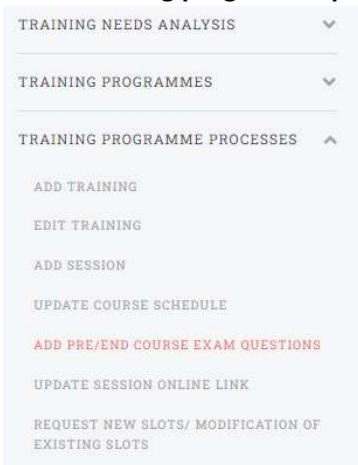 TRAINING NEEDS ANALYSIS
TRAINING PROGRAMMES
TRAINING PROGRAMME PROCESSES
ADD TRAINING
EDIT TRAINING
ADD SESSION
UPDATE COURSE SCHEDULE
ADD PRE/END COURSE EXAM QUESTIONS
UPDATE SESSION ONLINE LINK
REQUEST NEW SLOTS/ MODIFICATION OF
EXISTING SLOTS